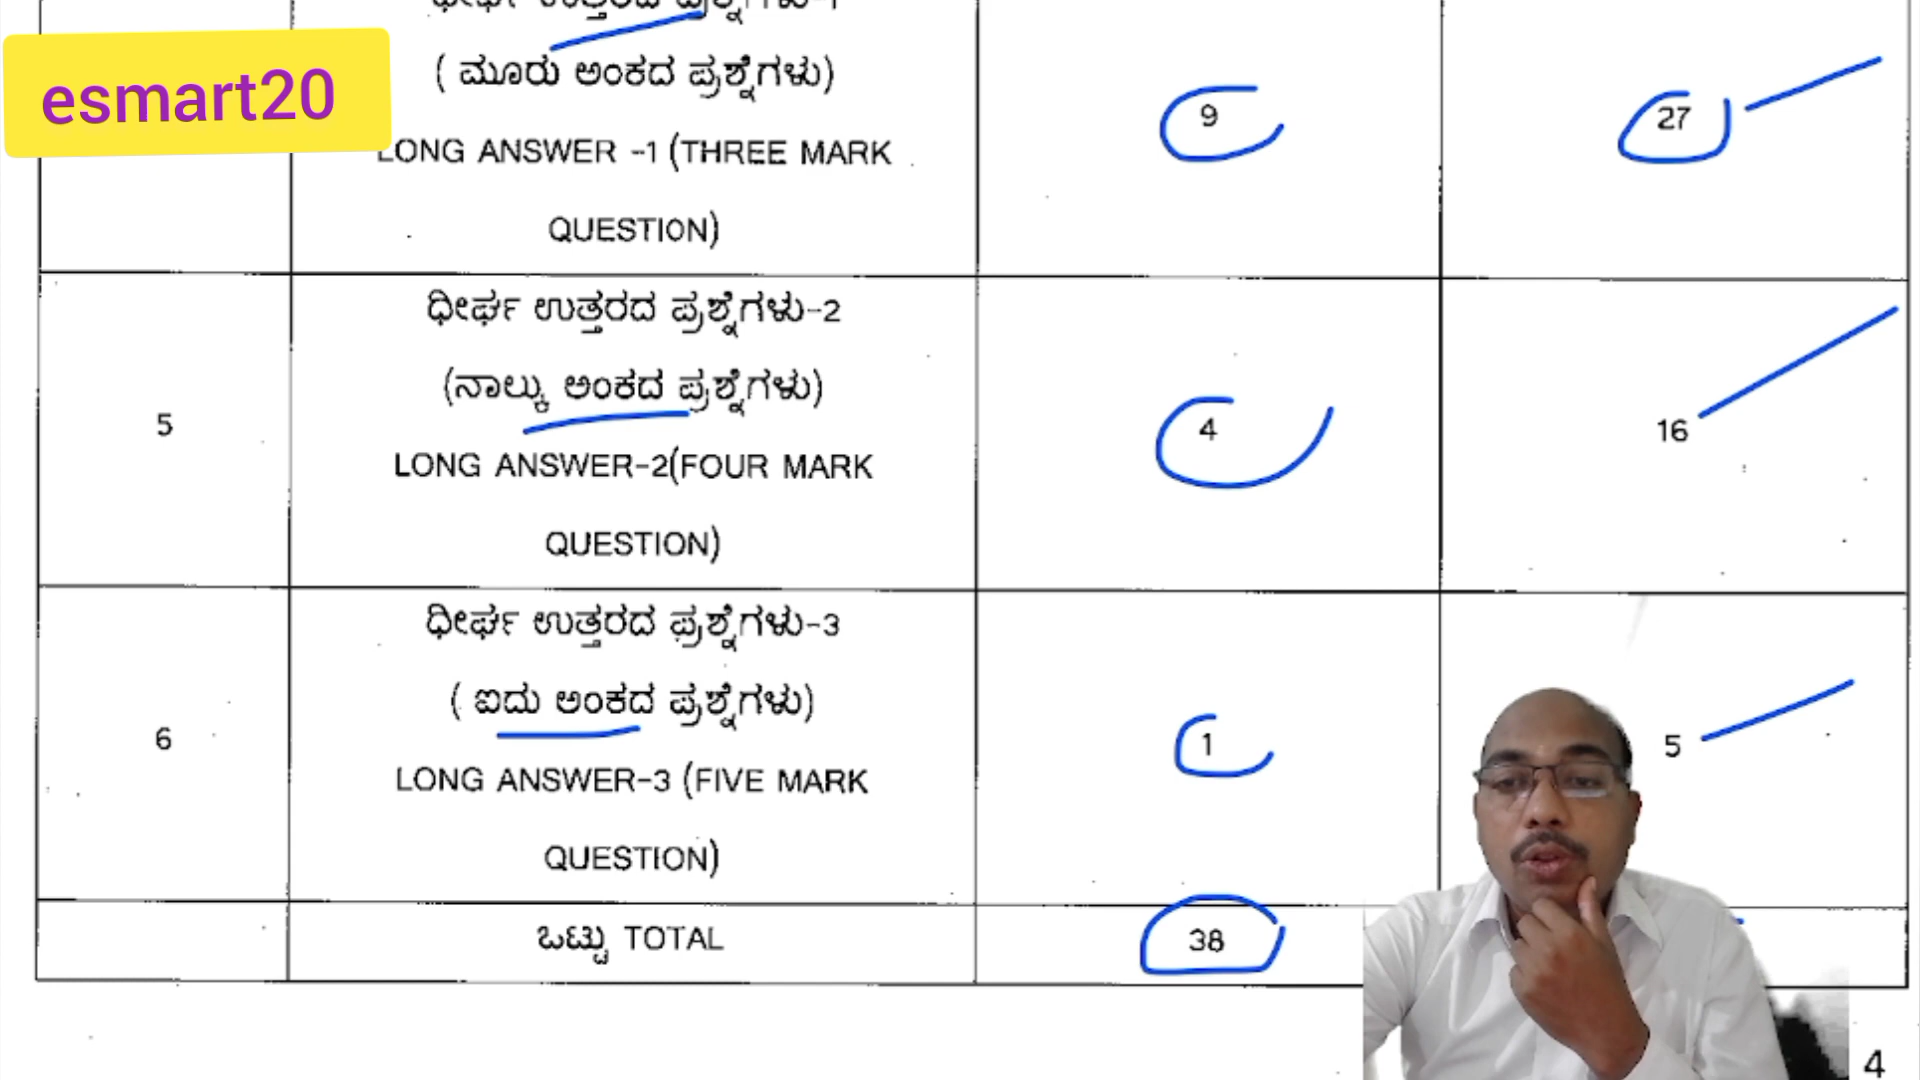 esmart20
( ಮೂರು ಅಂಕದ ಪ್ರಶ್ನೆಗಳು)
LONG ANSWER -1 (THREE MARK
QUESTION)
9
27
5
ಧೀರ್ಘ ಉತ್ತರದ ಪ್ರಶ್ನೆಗಳು-2
(ನಾಲ್ಕು ಅಂಕದ ಪ್ರಶ್ನೆಗಳು)
LONG ANSWER-2(FOUR MARK
QUESTION)
4
16
6
ಧೀರ್ಘ ಉತ್ತರದ ಪ್ರಶ್ನೆಗಳು-3
( ಐದು ಅಂಕದ ಪ್ರಶ್ನೆಗಳು)
LONG ANSWER-3 (FIVE MARK
QUESTION)
1
5
ಒಟ್ಟು TOTAL
38
4